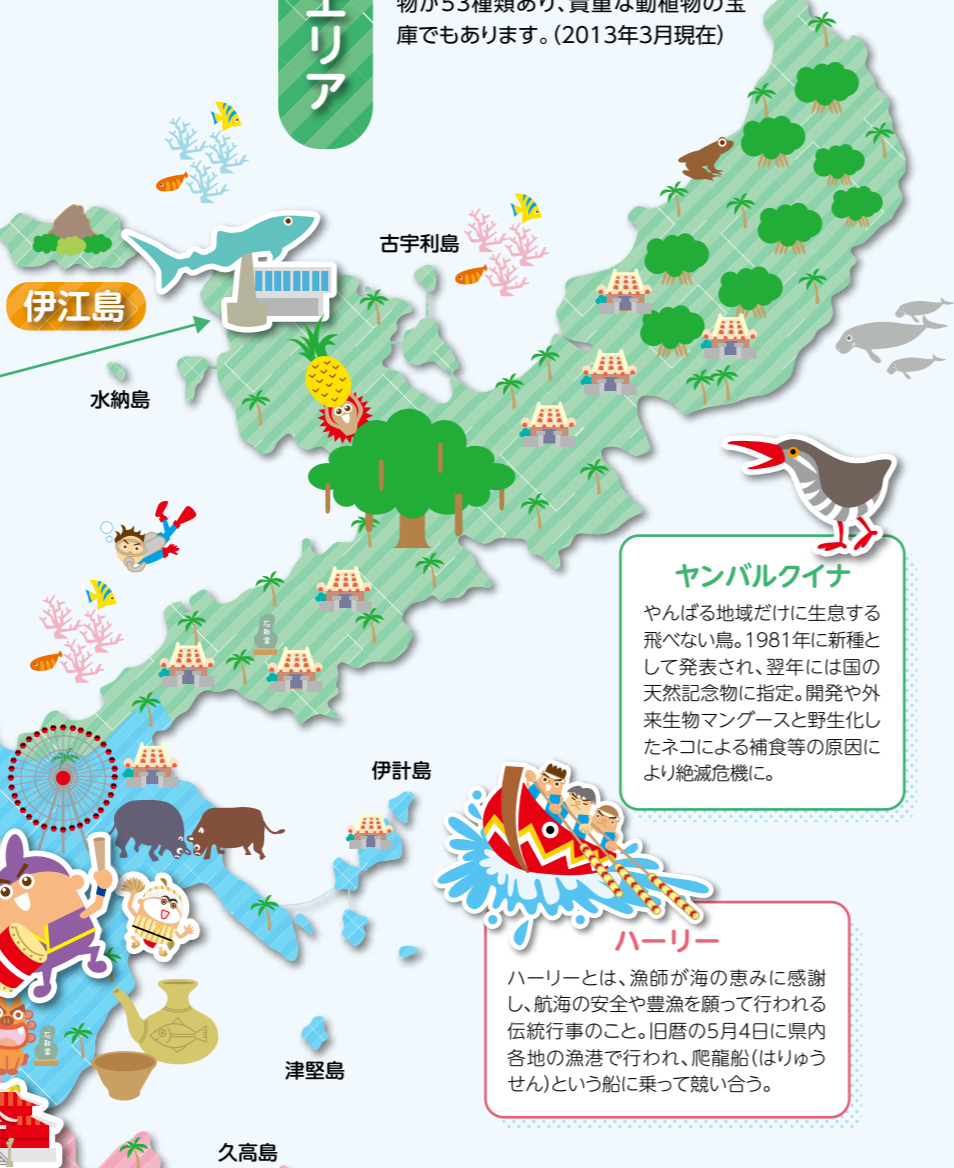 エリア
物が53種類あり、貴重な動植物の宝
庫でもあります。(2013年3月現在)
古宇利島
伊江島
水納島
ヤンバルクイナ
やんばる地域だけに生息する
飛べない鳥。1981年に新種と
して発表され、翌年には国の
天然記念物に指定。開発や外
来生物マングースと野生化し
たネコによる補食等の原因に
より絶滅危機に。
石敢當
伊計島
ハーリー
ハーリーとは、漁師が海の恵みに感謝
し、航海の安全や豊漁を願って行われる
伝統行事のこと。旧暦の5月4日に県内
各地の漁港で行われ、爬龍船(はりゅう
せん)という船に乗って競い合う。
石敢當
津堅島
久高島